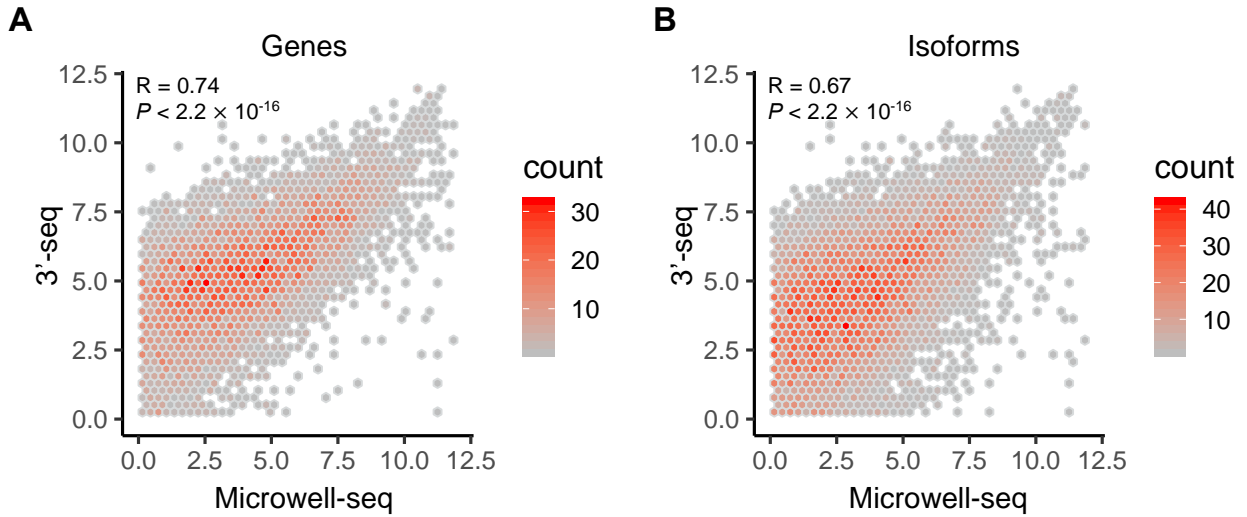 A
Genes
R = 0.74
P < 2.2 × 10⁻¹⁶
12.5
10.0
7.5
5.0
2.5
0.0
3’-seq
0.0 2.5 5.0 7.5 10.0 12.5
Microwell-seq
count
30
20
10
B
Isoforms
R = 0.67
P < 2.2 × 10⁻¹⁶
12.5
10.0
7.5
5.0
2.5
0.0
3’-seq
0.0 2.5 5.0 7.5 10.0 12.5
Microwell-seq
count
40
30
20
10